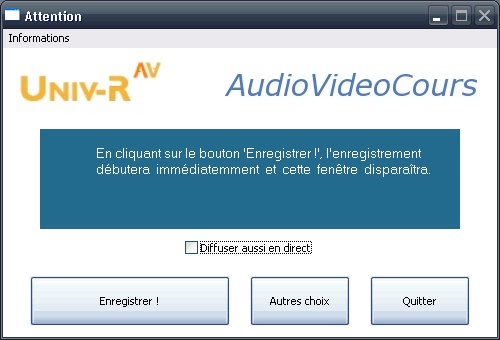 Attention
Informations
UNIV-R AV
AudioVideoCours
En cliquant sur le bouton 'Enregistrer !', l'enregistrement
débutera immédiatemment et cette fenêtre disparaîtra.
Diffuser aussi en direct
Enregistrer !
Autres choix
Quitter